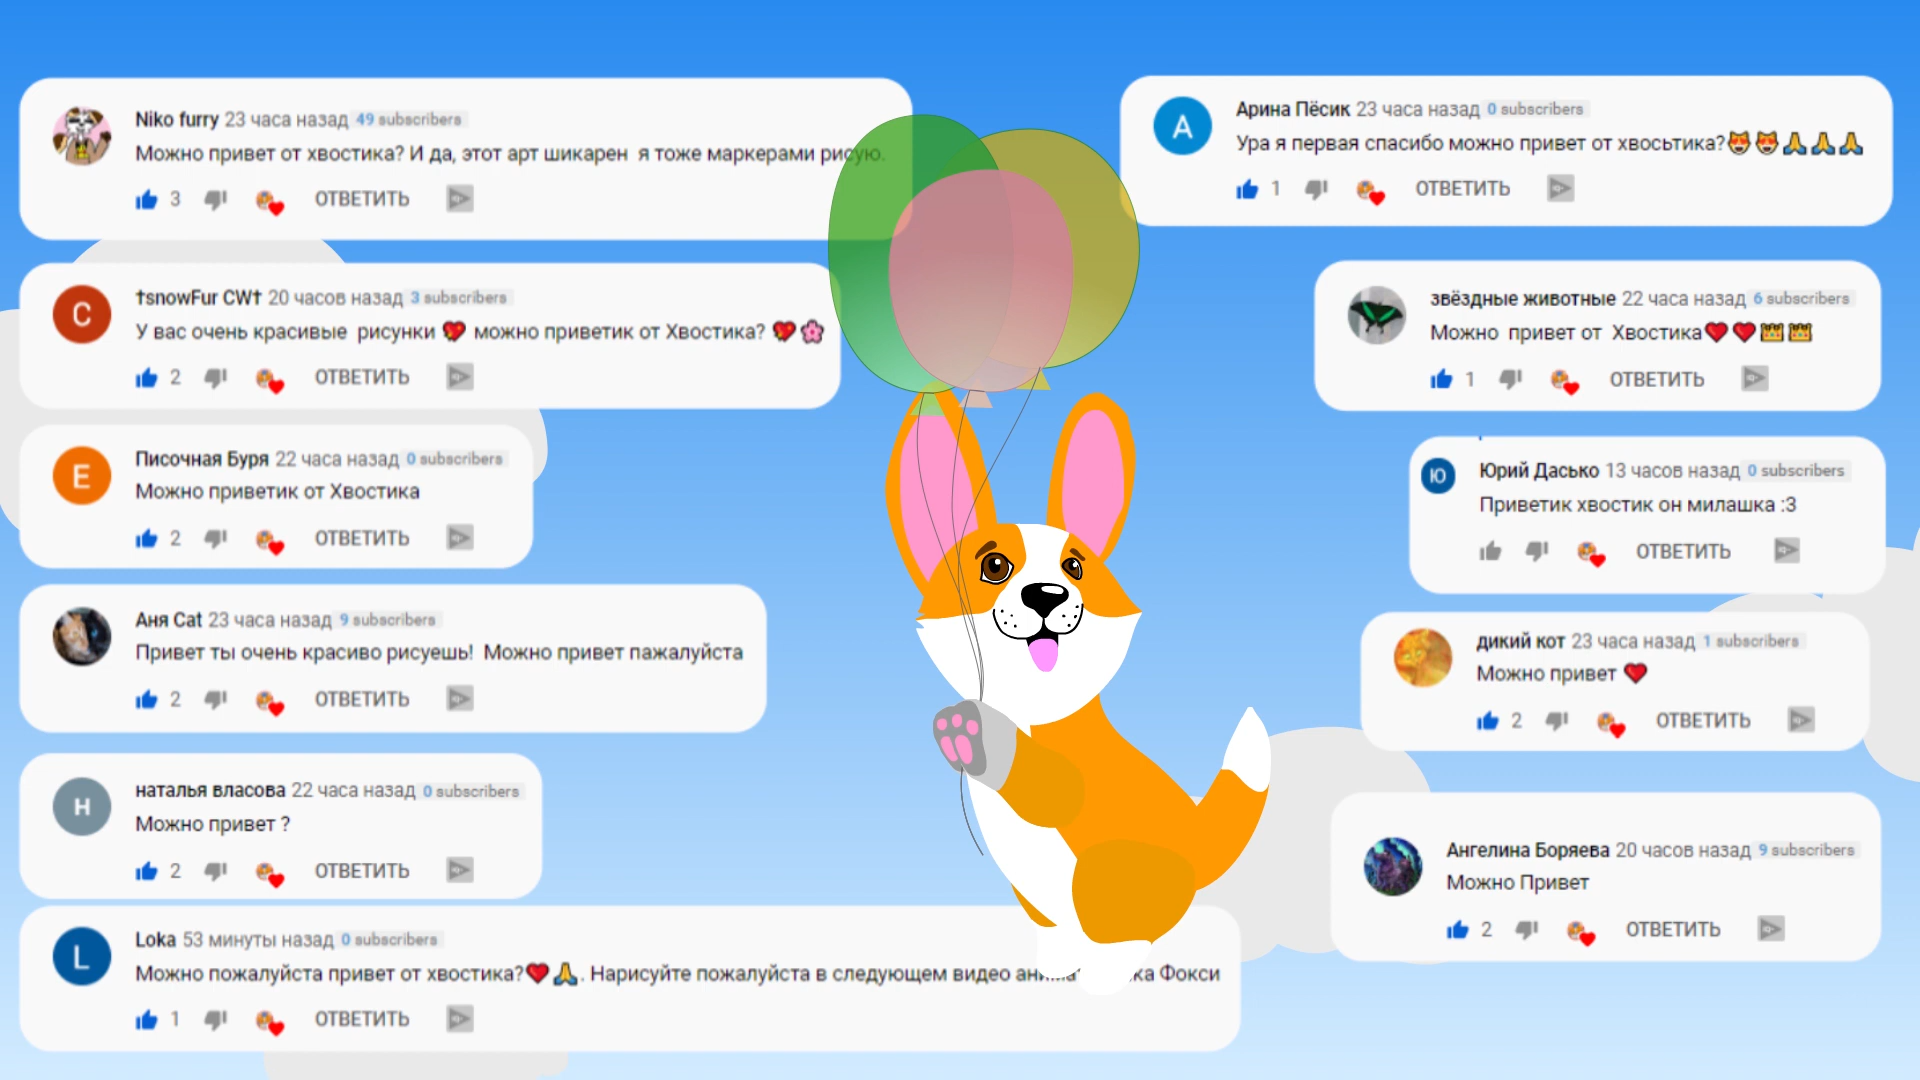 Niko furry 23 часа назад 49 subscribers
Можно привет от хвостика? И да, этот арт шикарен я тоже маркерами рисую.
3 ОТВЕТИТЬ
†snowFur CW† 20 часов назад 3 subscribers
У вас очень красивые рисунки 💖 можно приветик от Хвостика? 💖🌸
2 ОТВЕТИТЬ
Писочная Буря 22 часа назад 0 subscribers
Можно приветик от Хвостика
2 ОТВЕТИТЬ
Аня Cat 23 часа назад 9 subscribers
Привет ты очень красиво рисуешь! Можно привет пажалуйста
2 ОТВЕТИТЬ
наталья власова 22 часа назад 0 subscribers
Можно привет ?
2 ОТВЕТИТЬ
Loka 53 минуты назад 0 subscribers
Можно пожалуйста привет от хвостика?❤️🙏. Нарисуйте пожалуйста в следующем видео Фокси
1 ОТВЕТИТЬ
Арина Пёсик 23 часа назад 0 subscribers
Ура я первая спасибо можно привет от хвосьтика?😻😻🙏🙏🙏
1 ОТВЕТИТЬ
звёздные животные 22 часа назад 6 subscribers
Можно привет от Хвостика❤️❤️👑👑
1 ОТВЕТИТЬ
Юрий Дасько 13 часов назад 0 subscribers
Приветик хвостик он милашка :3
ОТВЕТИТЬ
дикий кот 23 часа назад 1 subscribers
Можно привет ❤️
2 ОТВЕТИТЬ
Ангелина Боряева 20 часов назад 9 subscribers
Можно Привет
2 ОТВЕТИТЬ
А
С
Е
Н
L
Ю